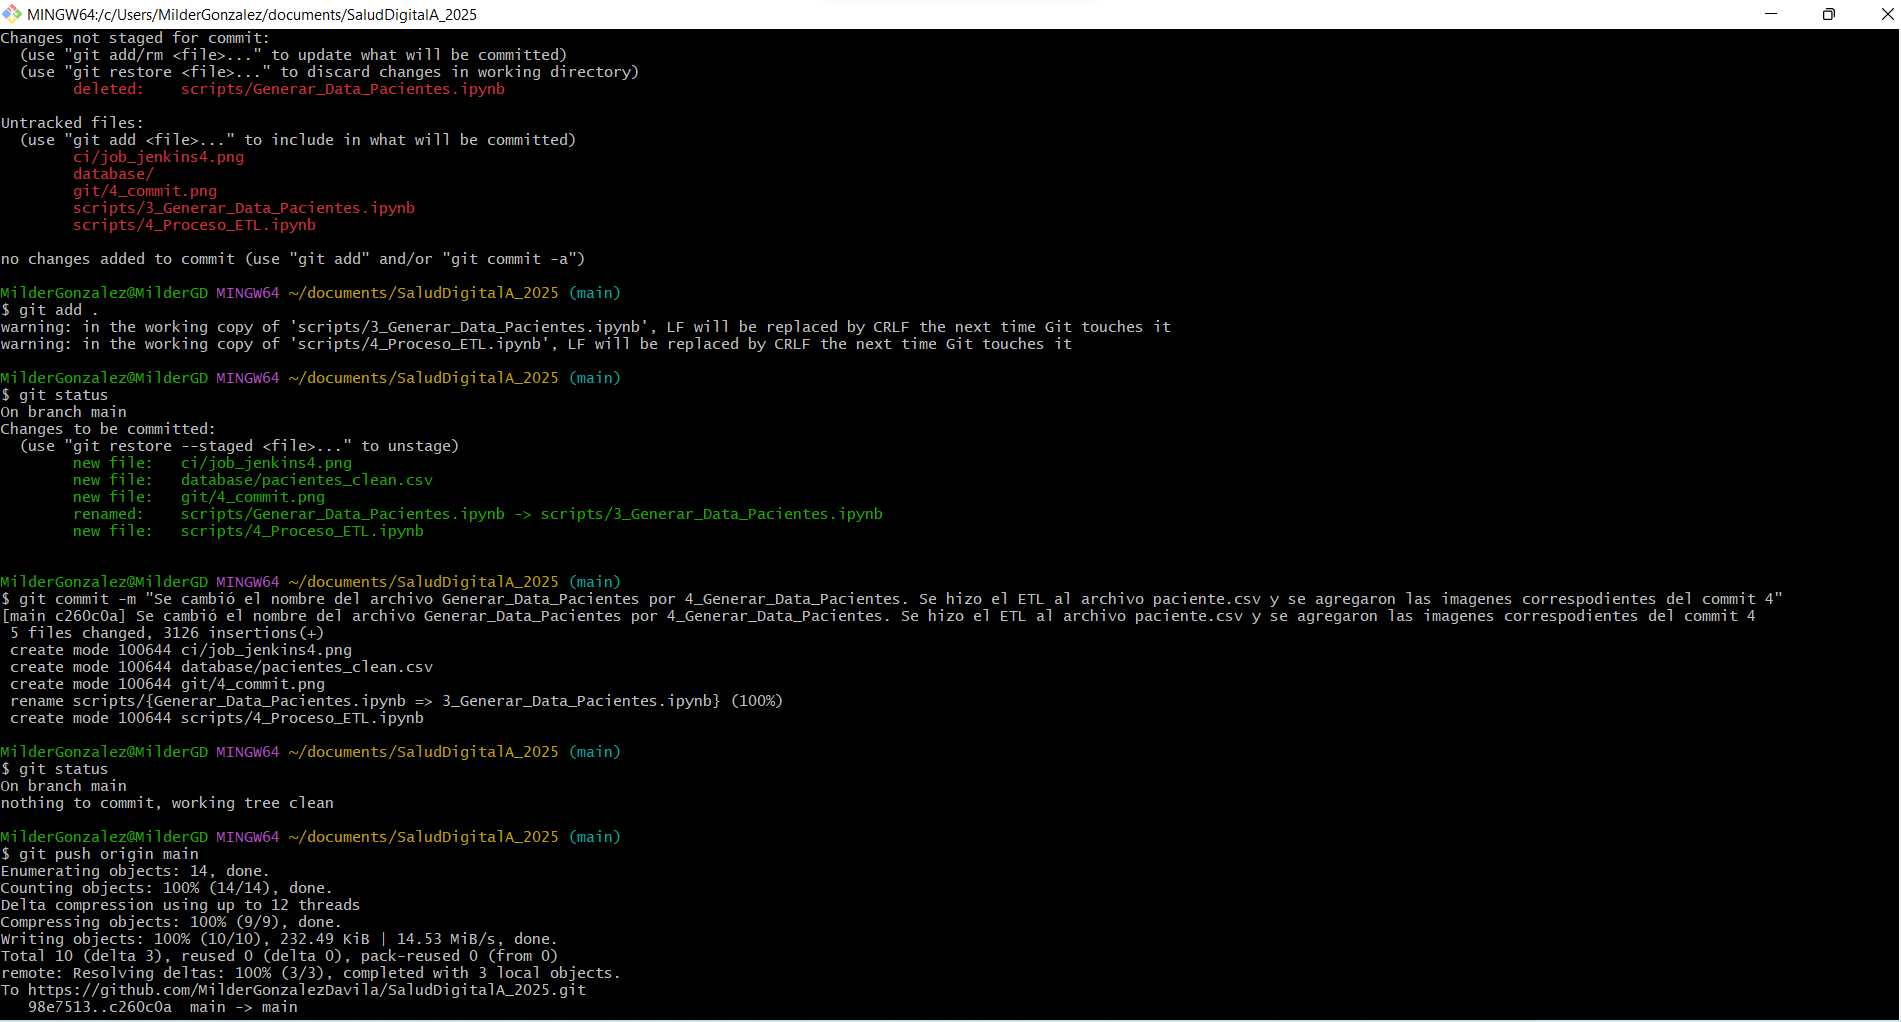 MINGW64:/c/Users/MilderGonzalez/documents/SaludDigitalA_2025
Changes not staged for commit:
  (use "git add/rm <file>..." to update what will be committed)
  (use "git restore <file>..." to discard changes in working directory)
        deleted:    scripts/Generar_Data_Pacientes.ipynb

Untracked files:
  (use "git add <file>..." to include in what will be committed)
        ci/job_jenkins4.png
        database/
        git/4_commit.png
        scripts/3_Generar_Data_Pacientes.ipynb
        scripts/4_Proceso_ETL.ipynb

no changes added to commit (use "git add" and/or "git commit -a")

MilderGonzalez@MilderGD MINGW64 ~/documents/SaludDigitalA_2025 (main)
$ git add .
warning: in the working copy of 'scripts/3_Generar_Data_Pacientes.ipynb', LF will be replaced by CRLF the next time Git touches it
warning: in the working copy of 'scripts/4_Proceso_ETL.ipynb', LF will be replaced by CRLF the next time Git touches it

MilderGonzalez@MilderGD MINGW64 ~/documents/SaludDigitalA_2025 (main)
$ git status
On branch main
Changes to be committed:
  (use "git restore --staged <file>..." to unstage)
        new file:   ci/job_jenkins4.png
        new file:   database/pacientes_clean.csv
        new file:   git/4_commit.png
        renamed:    scripts/Generar_Data_Pacientes.ipynb -> scripts/3_Generar_Data_Pacientes.ipynb
        new file:   scripts/4_Proceso_ETL.ipynb

MilderGonzalez@MilderGD MINGW64 ~/documents/SaludDigitalA_2025 (main)
$ git commit -m "Se cambió el nombre del archivo Generar_Data_Pacientes por 4_Generar_Data_Pacientes. Se hizo el ETL al archivo paciente.csv y se agregaron las imagenes correspodientes del commit 4"
[main c260c0a] Se cambió el nombre del archivo Generar_Data_Pacientes por 4_Generar_Data_Pacientes. Se hizo el ETL al archivo paciente.csv y se agregaron las imagenes correspodientes del commit 4
 5 files changed, 3126 insertions(+)
 create mode 100644 ci/job_jenkins4.png
 create mode 100644 database/pacientes_clean.csv
 create mode 100644 git/4_commit.png
 rename scripts/{Generar_Data_Pacientes.ipynb => 3_Generar_Data_Pacientes.ipynb} (100%)
 create mode 100644 scripts/4_Proceso_ETL.ipynb

MilderGonzalez@MilderGD MINGW64 ~/documents/SaludDigitalA_2025 (main)
$ git status
On branch main
nothing to commit, working tree clean

MilderGonzalez@MilderGD MINGW64 ~/documents/SaludDigitalA_2025 (main)
$ git push origin main
Enumerating objects: 14, done.
Counting objects: 100% (14/14), done.
Delta compression using up to 12 threads
Compressing objects: 100% (9/9), done.
Writing objects: 100% (10/10), 232.49 KiB | 14.53 MiB/s, done.
Total 10 (delta 3), reused 0 (delta 0), pack-reused 0 (from 0)
remote: Resolving deltas: 100% (3/3), completed with 3 local objects.
To https://github.com/MilderGonzalezDavila/SaludDigitalA_2025.git
   98e7513..c260c0a  main -> main